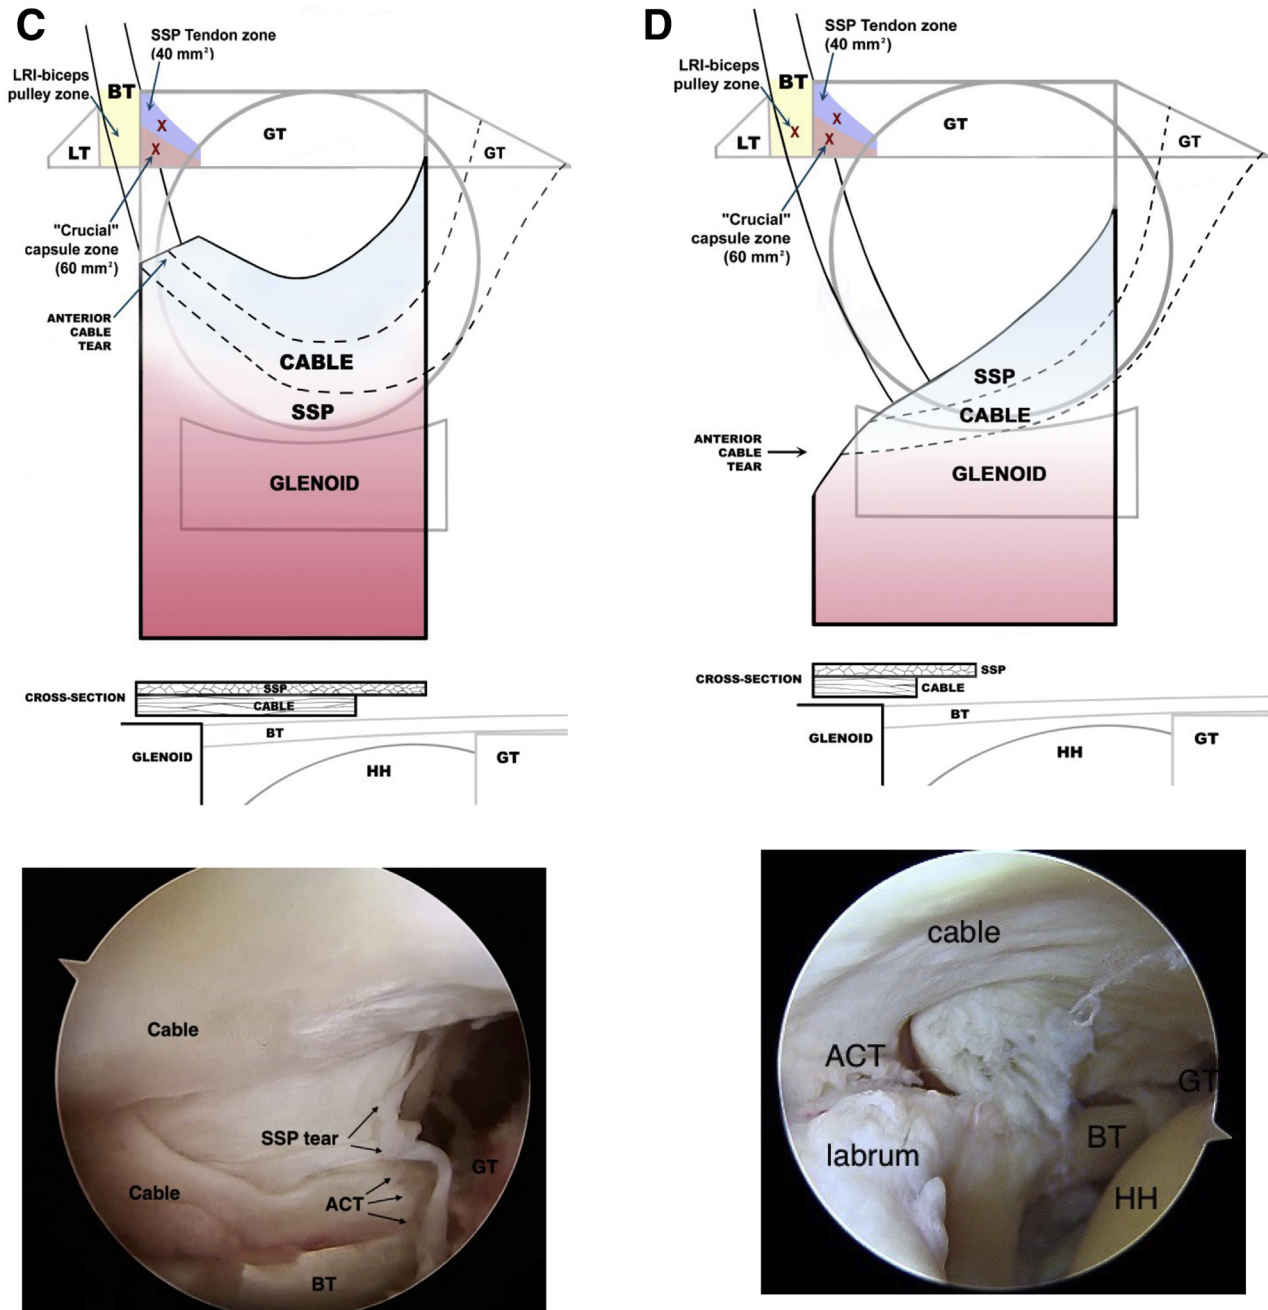 C
SSP Tendon zone
(40 mm²)
LRI-biceps
pulley zone
BT
X
X
GT
LT
GT
"Crucial"
capsule zone
(60 mm²)
ANTERIOR
CABLE
TEAR
CABLE
SSP
GLENOID
CROSS-SECTION
SSP
CABLE
BT
GLENOID
HH
GT
Cable
SSP tear
Cable
ACT
GT
BT
D
SSP Tendon zone
(40 mm²)
LRI-biceps
pulley zone
BT
X
X
X
GT
LT
GT
"Crucial"
capsule zone
(60 mm²)
SSP
CABLE
ANTERIOR
CABLE
TEAR
GLENOID
CROSS-SECTION
SSP
CABLE
BT
GLENOID
HH
GT
cable
ACT
GT
BT
labrum
HH